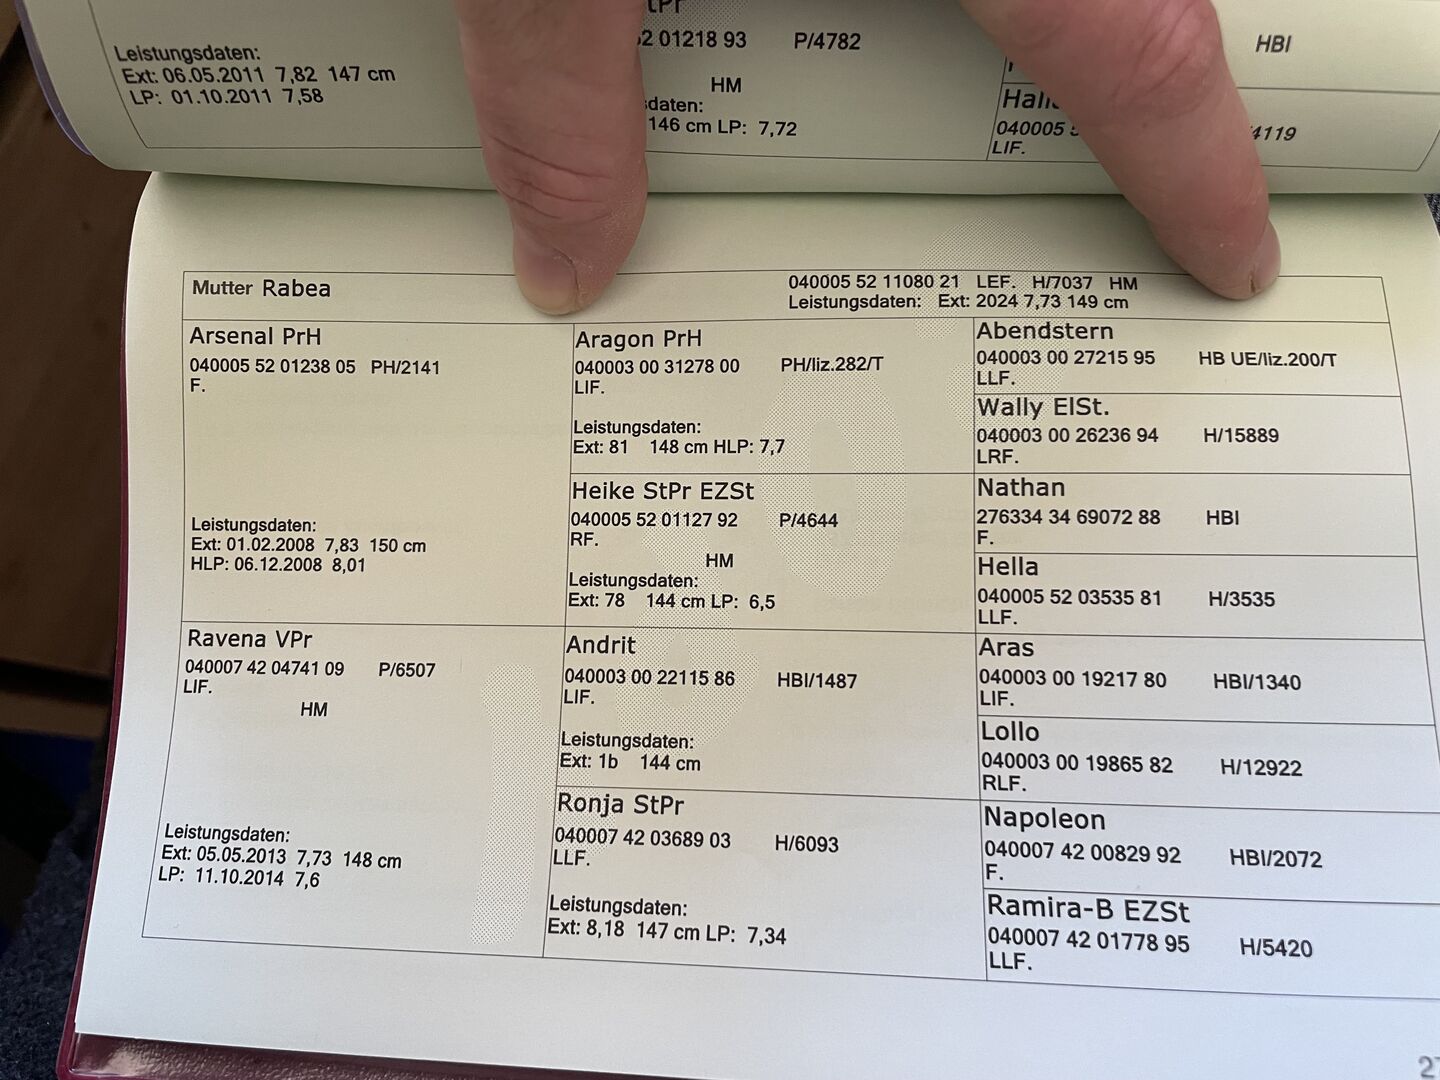 Leistungsdaten:
Ext: 06.05.2011 7,82 147 cm
LP: 01.10.2011 7,58
01218 93 P/4782
HM
146 cm LP: 7,72
HBI
040005
LIF.
Mutter Rabea
040005 52 11080 21 LEF. H/7037 HM
Leistungsdaten: Ext: 2024 7,73 149 cm
Arsenal PrH
040005 52 01238 05 PH/2141
F.
Leistungsdaten:
Ext: 01.02.2008 7,83 150 cm
HLP: 06.12.2008 8,01
Ravena VPr
040007 42 04741 09 P/6507
LIF.
HM
Leistungsdaten:
Ext: 05.05.2013 7,73 148 cm
LP: 11.10.2014 7,6
Aragon PrH
040003 00 31278 00 PH/liz.282/T
LIF.
Leistungsdaten:
Ext: 81 148 cm HLP: 7,7
Heike StPr EZSt
040005 52 01127 92 P/4644
RF.
HM
Leistungsdaten:
Ext: 78 144 cm LP: 6,5
Andrit
040003 00 22115 86 HBI/1487
LIF.
Leistungsdaten:
Ext: 1b 144 cm
Ronja StPr
040007 42 03689 03 H/6093
LLF.
Leistungsdaten:
Ext: 8,18 147 cm LP: 7,34
Abendstern
040003 00 27215 95 HB UE/liz.200/T
LLF.
Wally ElSt.
040003 00 26236 94 H/15889
LRF.
Nathan
276334 34 69072 88 HBI
F.
Hella
040005 52 03535 81 H/3535
LLF.
Aras
040003 00 19217 80 HBI/1340
LIF.
Lollo
040003 00 19865 82 H/12922
RLF.
Napoleon
040007 42 00829 92 HBI/2072
F.
Ramira-B EZSt
040007 42 01778 95 H/5420
LLF.